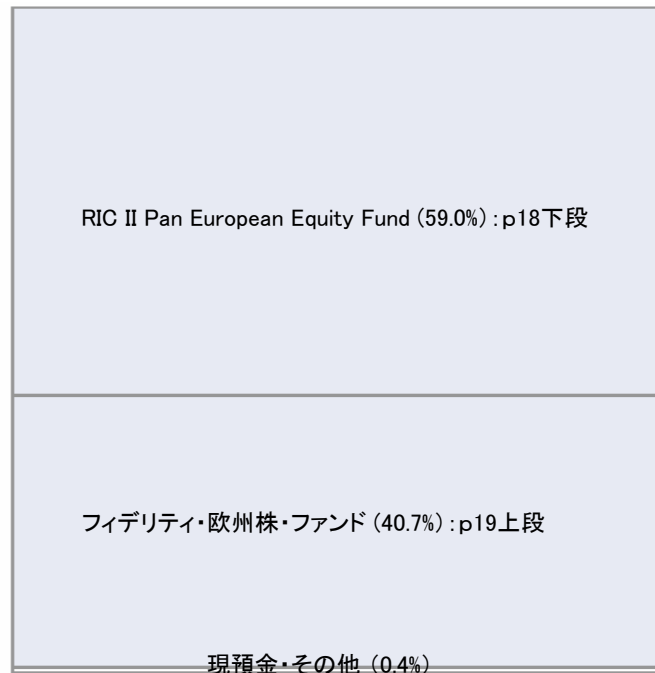 RIC II Pan European Equity Fund (59.0%) : p18下段
フィデリティ・欧州株・ファンド (40.7%) : p19上段
現預金・その他 (0.4%)